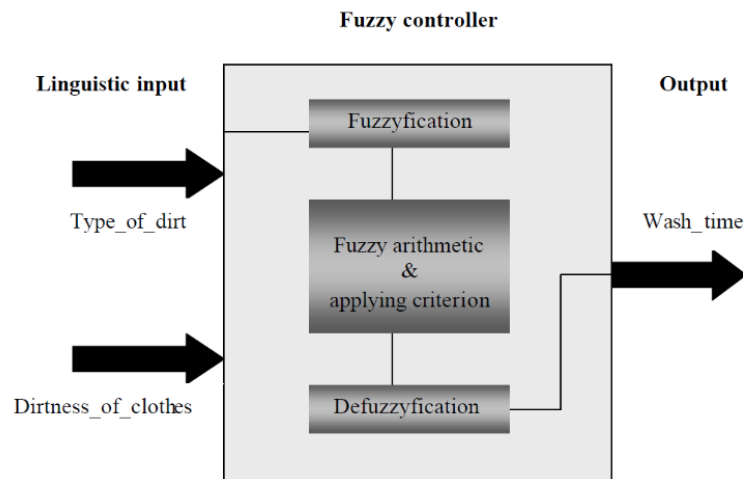 Fuzzy controller
Linguistic input
Output
Fuzzyfication
Type_of_dirt
Wash_time
Fuzzy arithmetic
&
applying criterion
Dirtness_of_clothes
Defuzzyfication